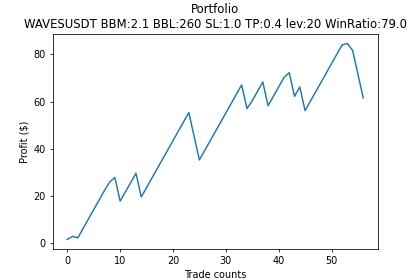 Portfolio
WAVESUSDT BBM:2.1 BBL:260 SL:1.0 TP:0.4 lev:20 WinRatio:79.0
Profit ($)
80
60
40
20
0
0 10 20 30 40 50
Trade counts